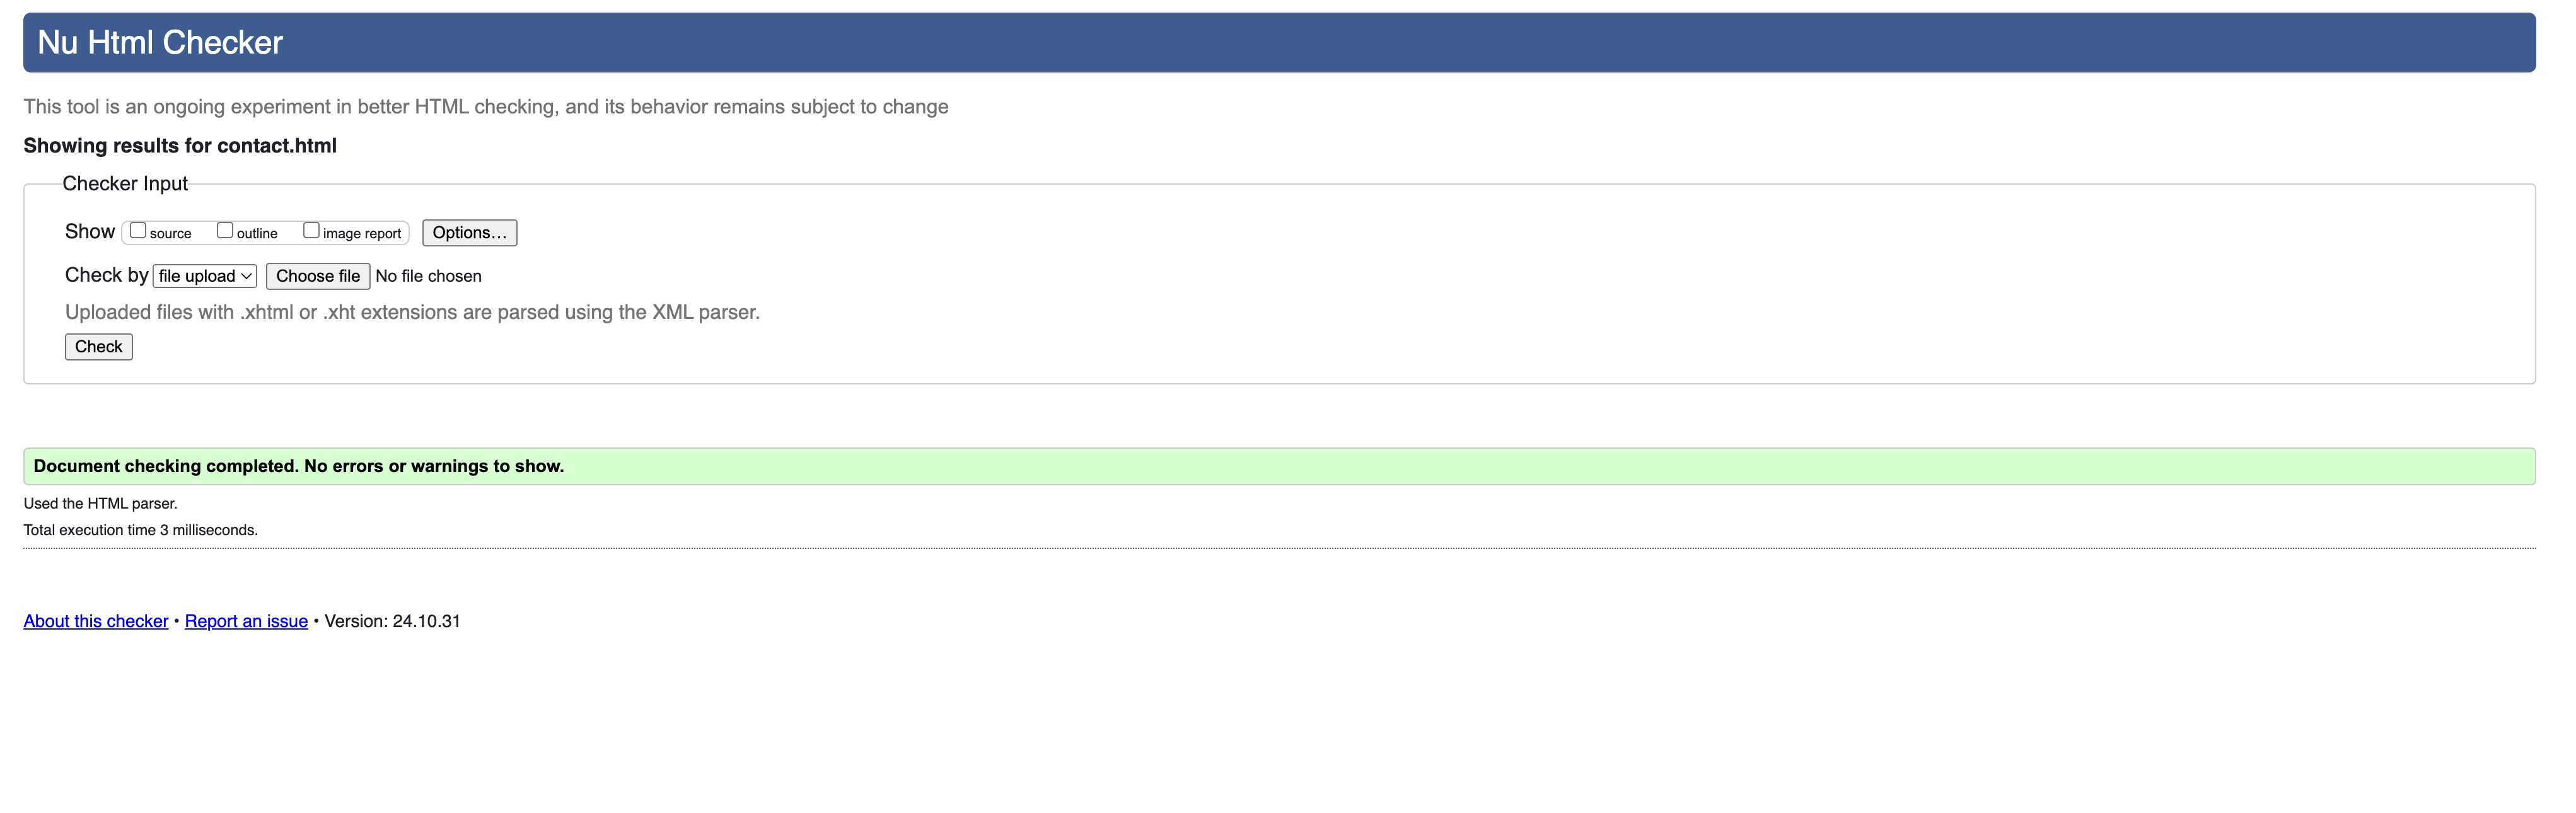 Nu Html Checker
This tool is an ongoing experiment in better HTML checking, and its behavior remains subject to change
Showing results for contact.html
Checker Input
Show source outline image report Options…
Check by file upload Choose file No file chosen
Uploaded files with .xhtml or .xht extensions are parsed using the XML parser.
Check
Document checking completed. No errors or warnings to show.
Used the HTML parser.
Total execution time 3 milliseconds.
About this checker • Report an issue • Version: 24.10.31